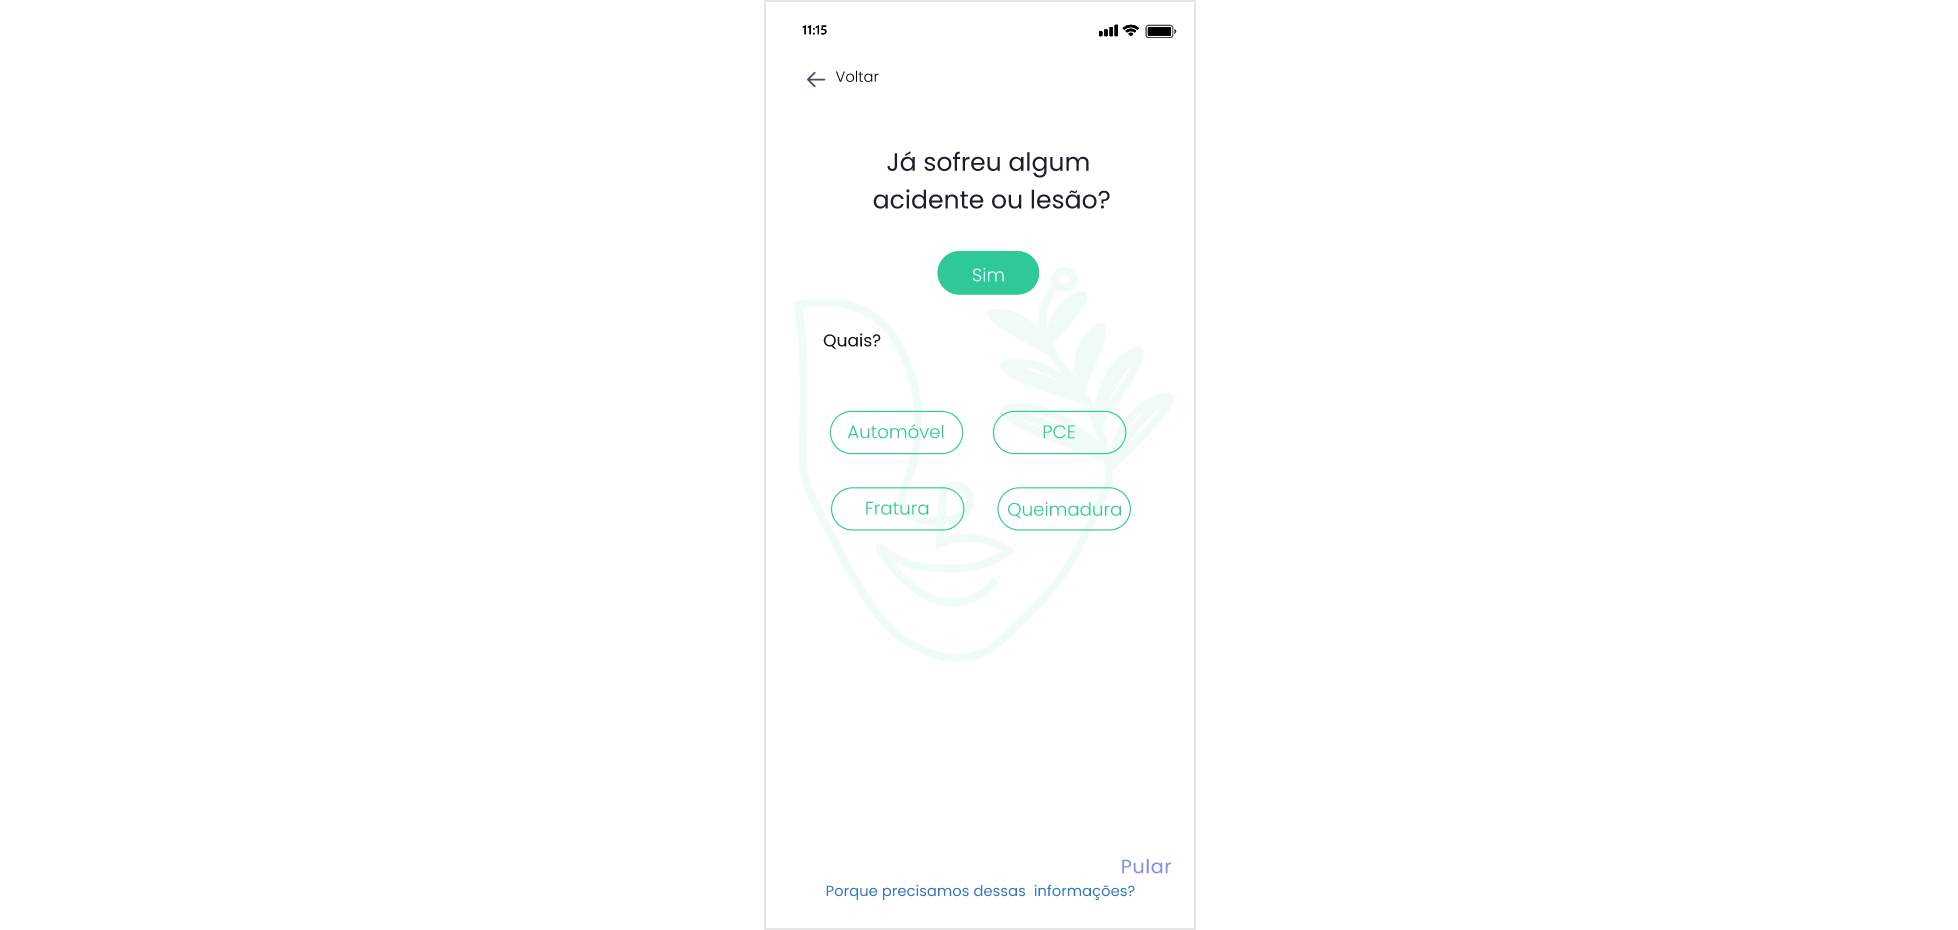 11:15
Voltar
Já sofreu algum
acidente ou lesão?
Sim
Quais?
Automóvel
PCE
Fratura
Queimadura
Pular
Porque precisamos dessas informações?